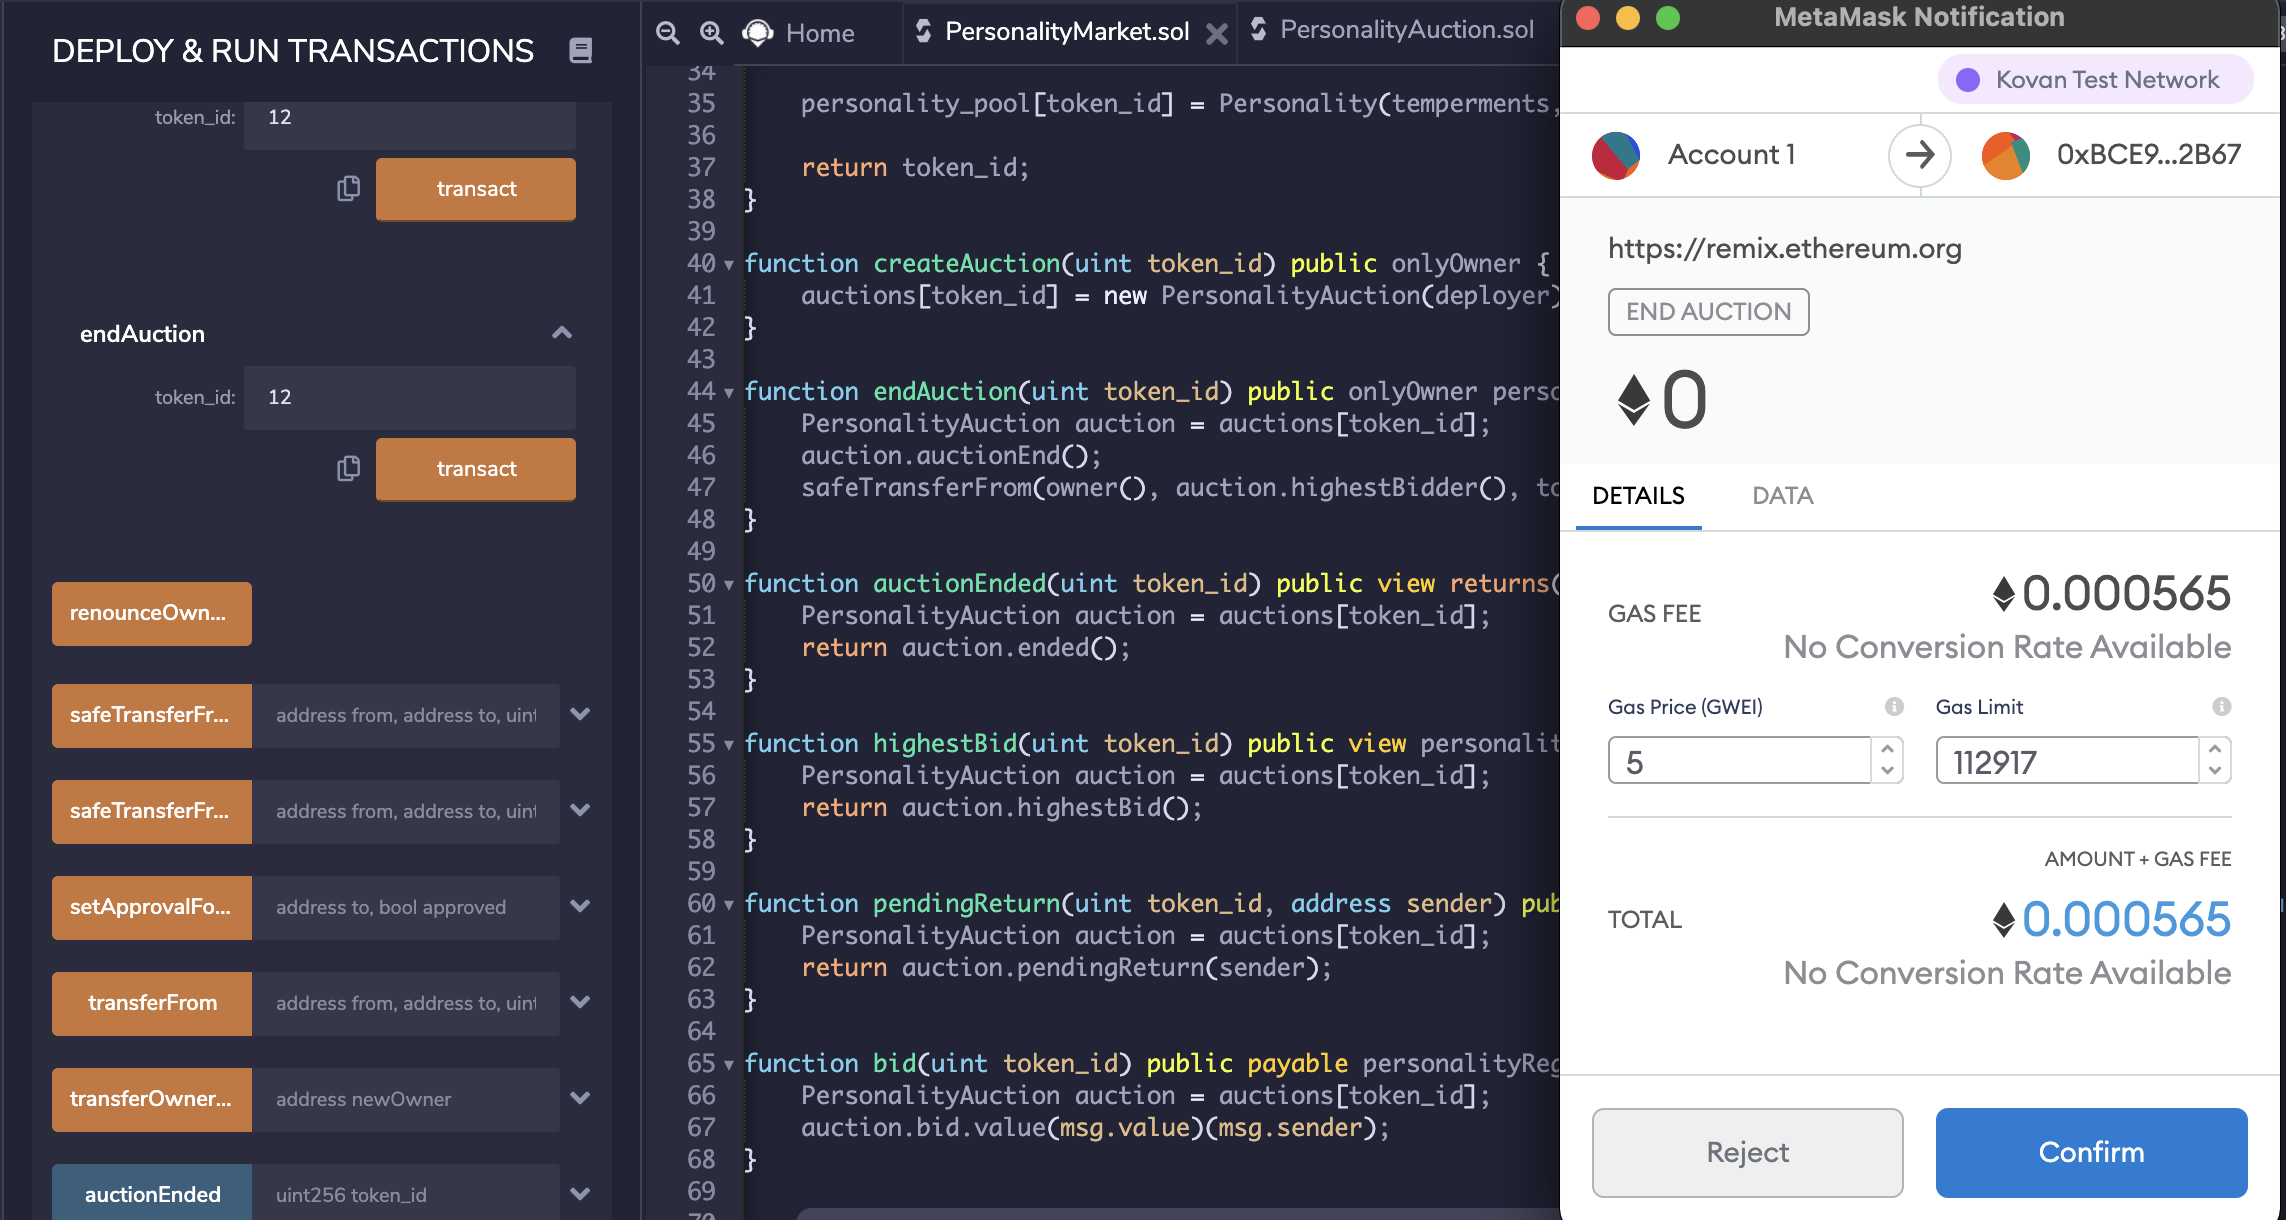 DEPLOY & RUN TRANSACTIONS
token_id:
12
transact
endAuction
token_id:
12
transact
renounceOwn...
safeTransferFr...
address from, address to, uint
safeTransferFr...
address from, address to, uint
setApprovalFo...
address to, bool approved
transferFrom
address from, address to, uint
transferOwner...
address newOwner
auctionEnded
uint256 token_id
Home
PersonalityMarket.sol
PersonalityAuction.sol
34
35 personality_pool[token_id] = Personality(temperments,
36
37 return token_id;
38 }
39
40 function createAuction(uint token_id) public onlyOwner {
41 auctions[token_id] = new PersonalityAuction(deployer)
42 }
43
44 function endAuction(uint token_id) public onlyOwner perso
45 PersonalityAuction auction = auctions[token_id];
46 auction.auctionEnd();
47 safeTransferFrom(owner(), auction.highestBidder(), to
48 }
49
50 function auctionEnded(uint token_id) public view returns(
51 PersonalityAuction auction = auctions[token_id];
52 return auction.ended();
53 }
54
55 function highestBid(uint token_id) public view personalit
56 PersonalityAuction auction = auctions[token_id];
57 return auction.highestBid();
58 }
59
60 function pendingReturn(uint token_id, address sender) pub
61 PersonalityAuction auction = auctions[token_id];
62 return auction.pendingReturn(sender);
63 }
64
65 function bid(uint token_id) public payable personalityReg
66 PersonalityAuction auction = auctions[token_id];
67 auction.bid.value(msg.value)(msg.sender);
68 }
69
70
MetaMask Notification
Kovan Test Network
Account 1
0xBCE9...2B67
https://remix.ethereum.org
END AUCTION
0
DETAILS
DATA
GAS FEE
0.000565
No Conversion Rate Available
Gas Price (GWEI)
Gas Limit
5
112917
AMOUNT + GAS FEE
TOTAL
0.000565
No Conversion Rate Available
Reject
Confirm